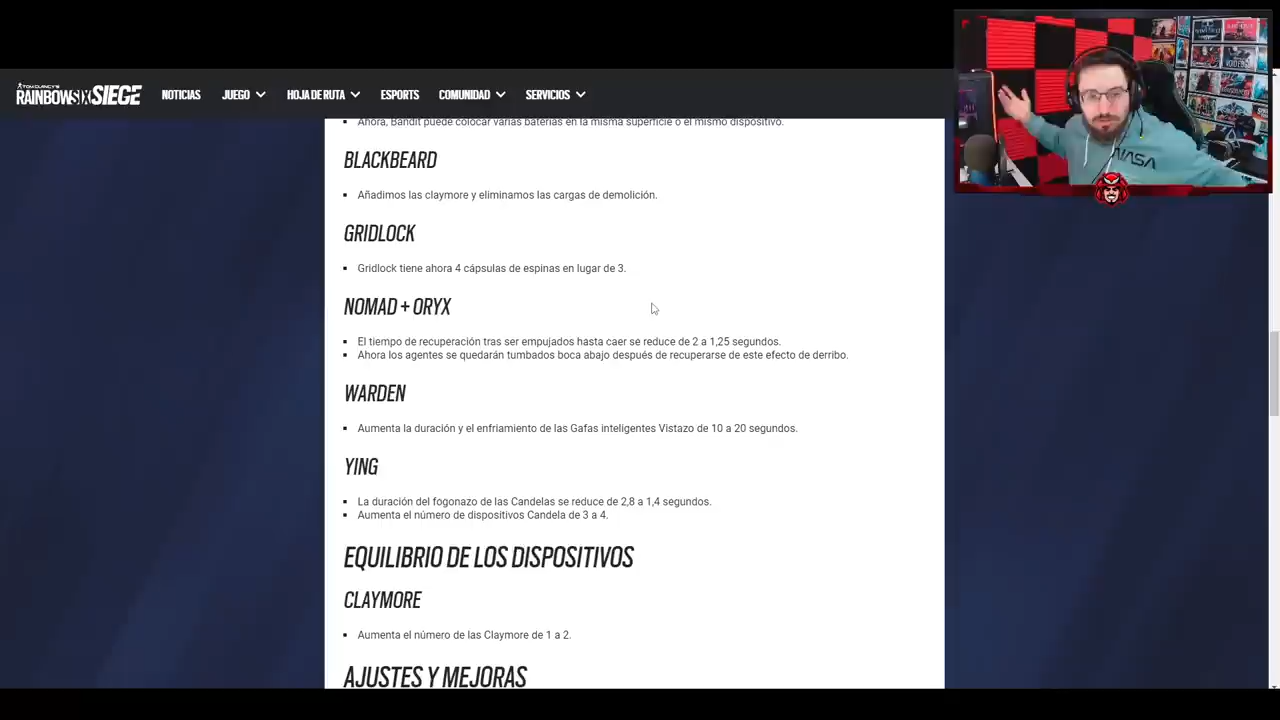 TOM CLANCY'S
RAINBOWSIX SIEGE
NOTICIAS
JUEGO
HOJA DE RUTA
ESPORTS
COMUNIDAD
SERVICIOS
Ahora, Bandit puede colocar varias baterías en la misma superficie o el mismo dispositivo.
BLACKBEARD
Añadimos las claymore y eliminamos las cargas de demolición.
GRIDLOCK
Gridlock tiene ahora 4 cápsulas de espinas en lugar de 3.
NOMAD + ORYX
El tiempo de recuperación tras ser empujados hasta caer se reduce de 2 a 1,25 segundos.
Ahora los agentes se quedarán tumbados boca abajo después de recuperarse de este efecto de derribo.
WARDEN
Aumenta la duración y el enfriamiento de las Gafas inteligentes Vistazo de 10 a 20 segundos.
YING
La duración del fogonazo de las Candelas se reduce de 2,8 a 1,4 segundos.
Aumenta el número de dispositivos Candela de 3 a 4.
EQUILIBRIO DE LOS DISPOSITIVOS
CLAYMORE
Aumenta el número de las Claymore de 1 a 2.
AJUSTES Y MEJORAS
NASA